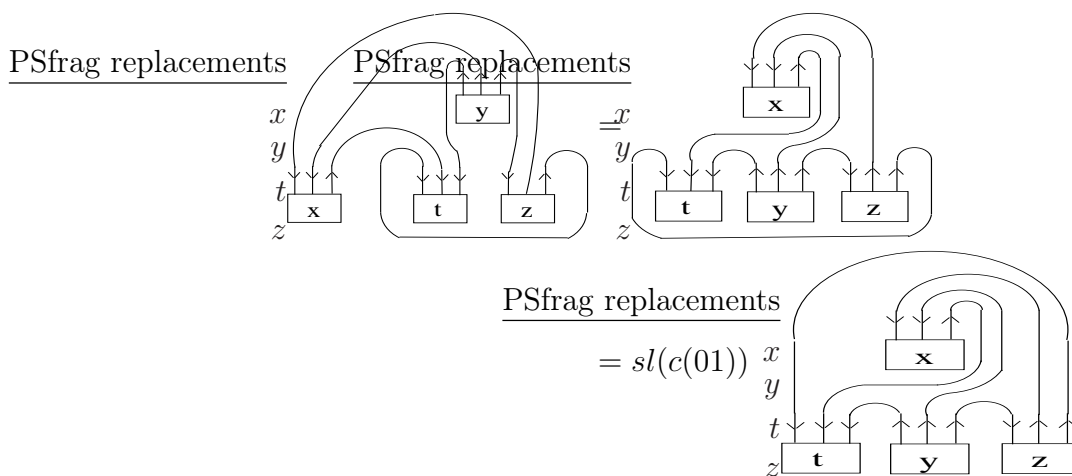 PSfrag replacements
x
y
t
z
y
x
t
z
PSfrag replacements
=
x
y
t
z
x
t
y
z
PSfrag replacements
= sl(c(01))
x
y
t
z
x
t
y
z